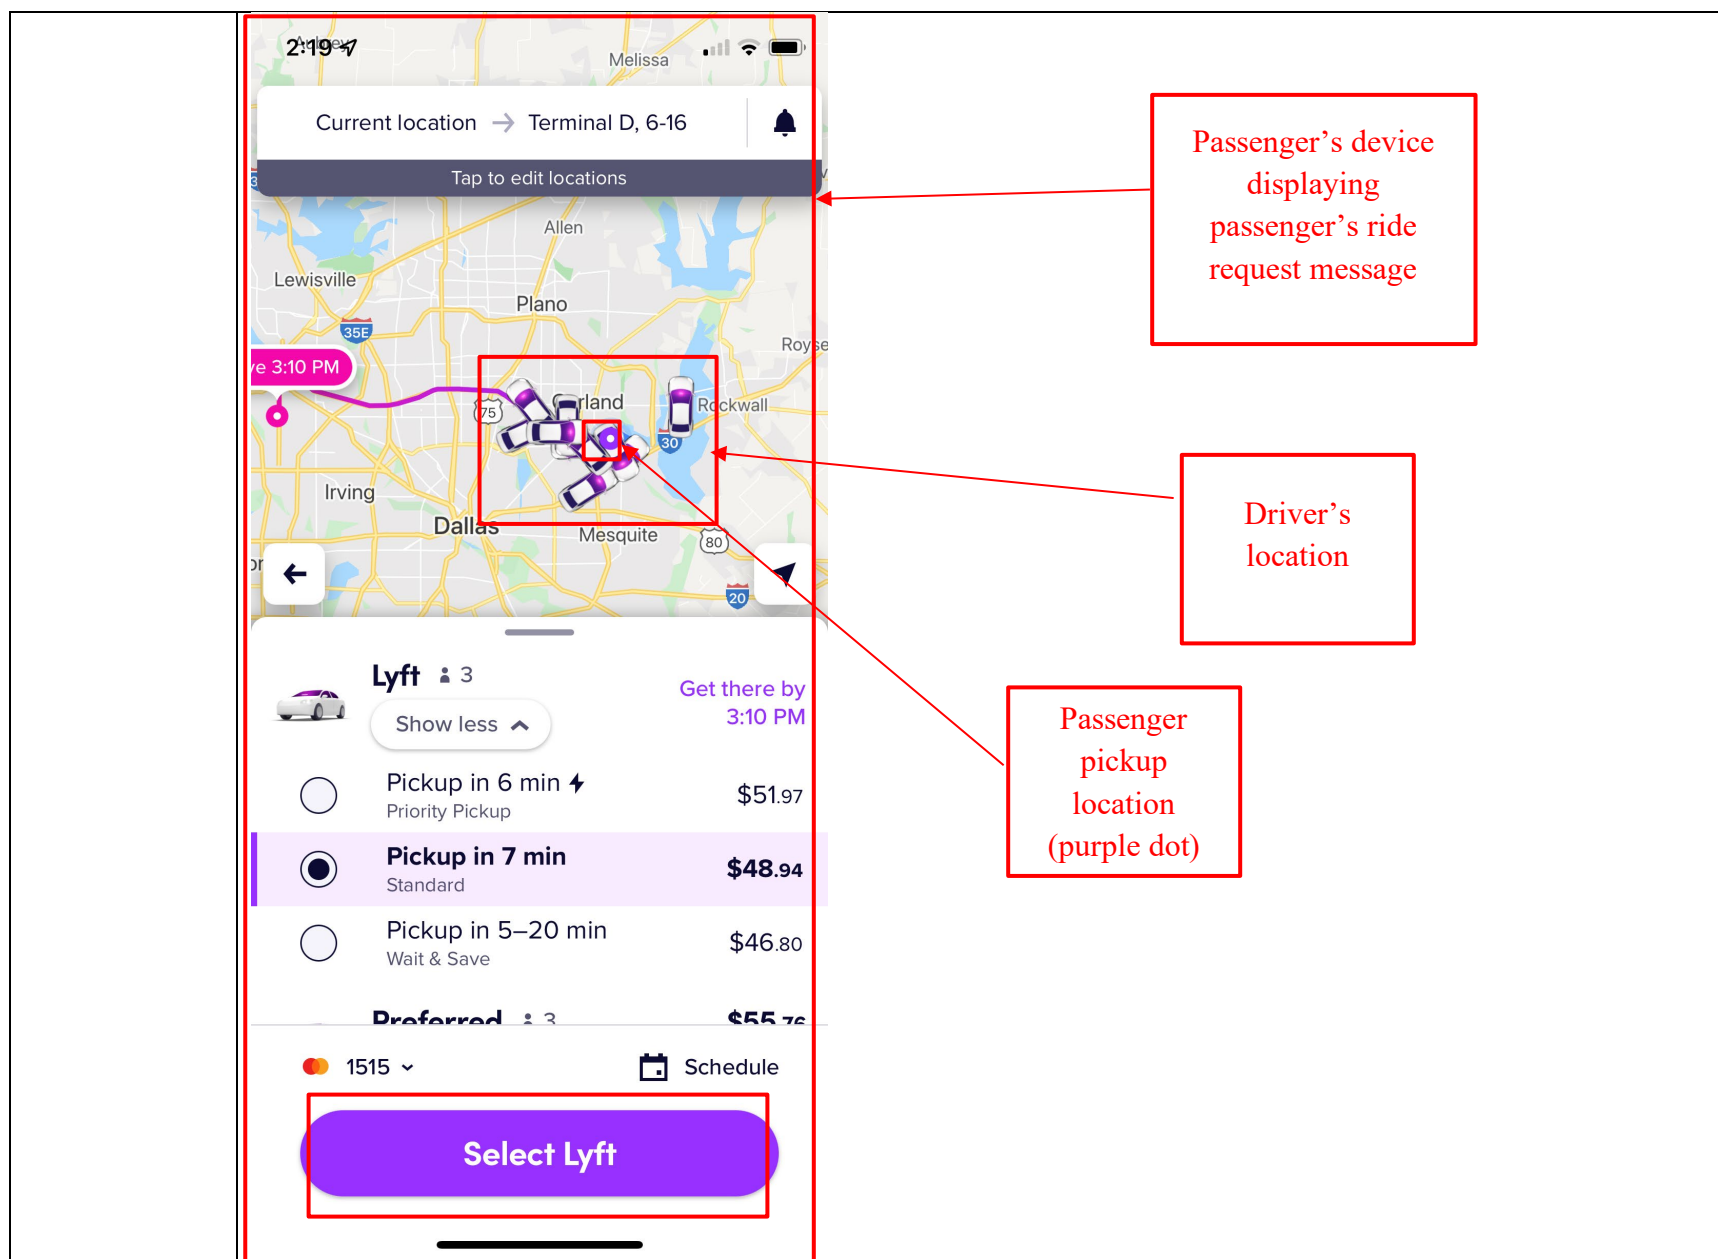 2:19
Aubrey
Melissa
Current location → Terminal D, 6-16
Tap to edit locations
Allen
Lewisville
Plano
35E
Royse
ve 3:10 PM
75
Rockwall
30
Irving
Dallas
Mesquite
80
20
Lyft 3
Show less
Get there by
3:10 PM
Pickup in 6 min
Priority Pickup
$51.97
Pickup in 7 min
Standard
$48.94
Pickup in 5–20 min
Wait & Save
$46.80
Preferred 3
$55.76
1515
Schedule
Select Lyft
Passenger’s device
displaying
passenger’s ride
request message
Driver’s
location
Passenger
pickup
location
(purple dot)